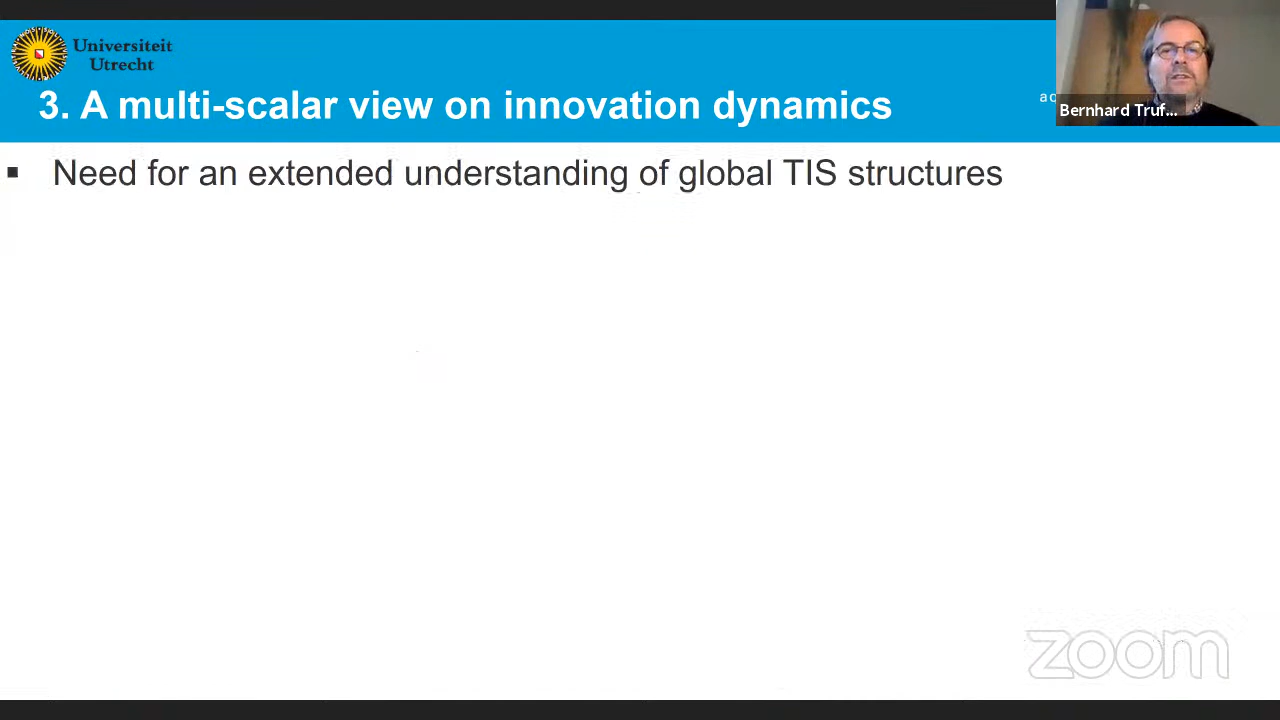 Universiteit
Utrecht
3. A multi-scalar view on innovation dynamics
Bernhard Truf...
▪ Need for an extended understanding of global TIS structures
zoom